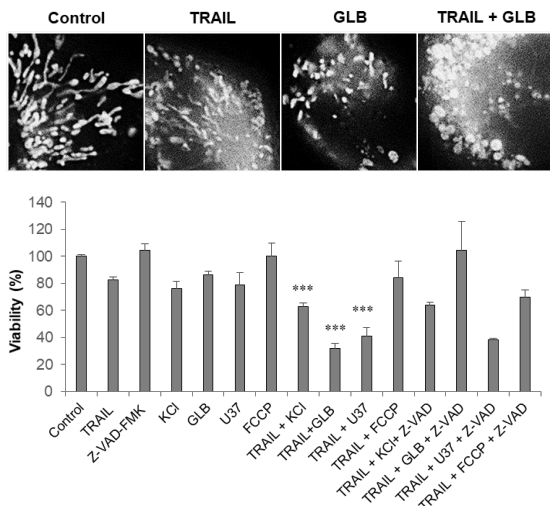 Control TRAIL GLB TRAIL + GLB
140
120
100
80
60
40
20
0
Viability (%)
*** *** ***
Control
TRAIL
Z-VAD-FMK
KCl
GLB
U37
FCCP
TRAIL + KCl
TRAIL+GLB
TRAIL + U37
TRAIL + FCCP
TRAIL + KCl+ Z-VAD
TRAIL + GLB + Z-VAD
TRAIL + U37 + Z-VAD
TRAIL + FCCP + Z-VAD